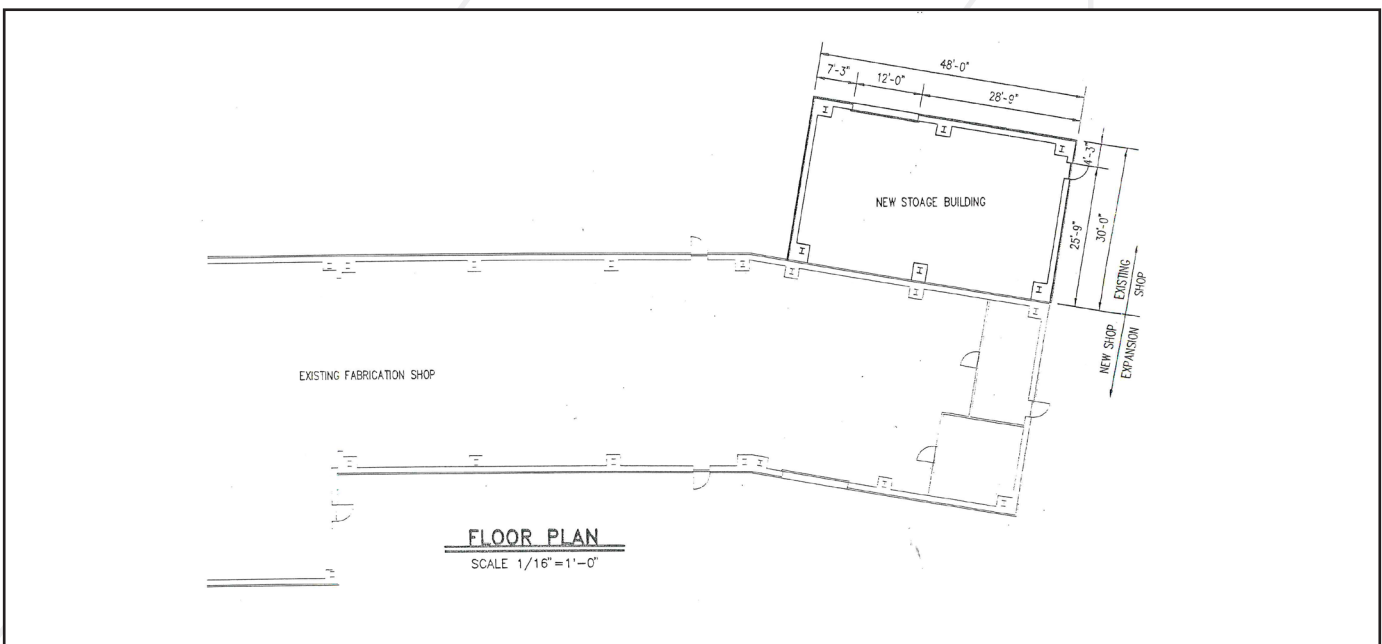 48'-0"
7'-3"
12'-0"
28'-9"
4'-3"
NEW STOAGE BUILDING
25'-9"
30'-0"
EXISTING
SHOP
NEW SHOP
EXPANSION
EXISTING FABRICATION SHOP
FLOOR PLAN
SCALE 1/16"=1'-0"